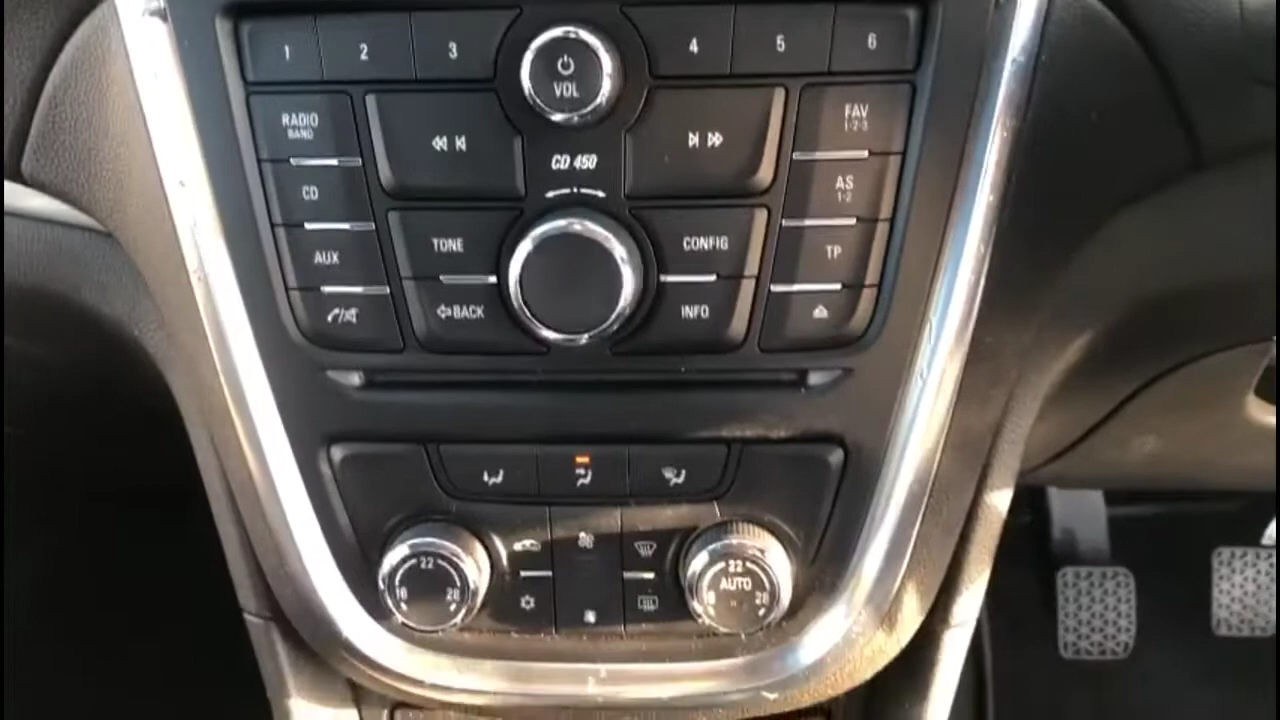 1 2 3 VOL 4 5 6
RADIO
BAND
FAV
1-2-3
CD 450
CD
AS
1-2
AUX
TONE
CONFIG
TP
BACK
INFO
22
16 28
22
AUTO
28